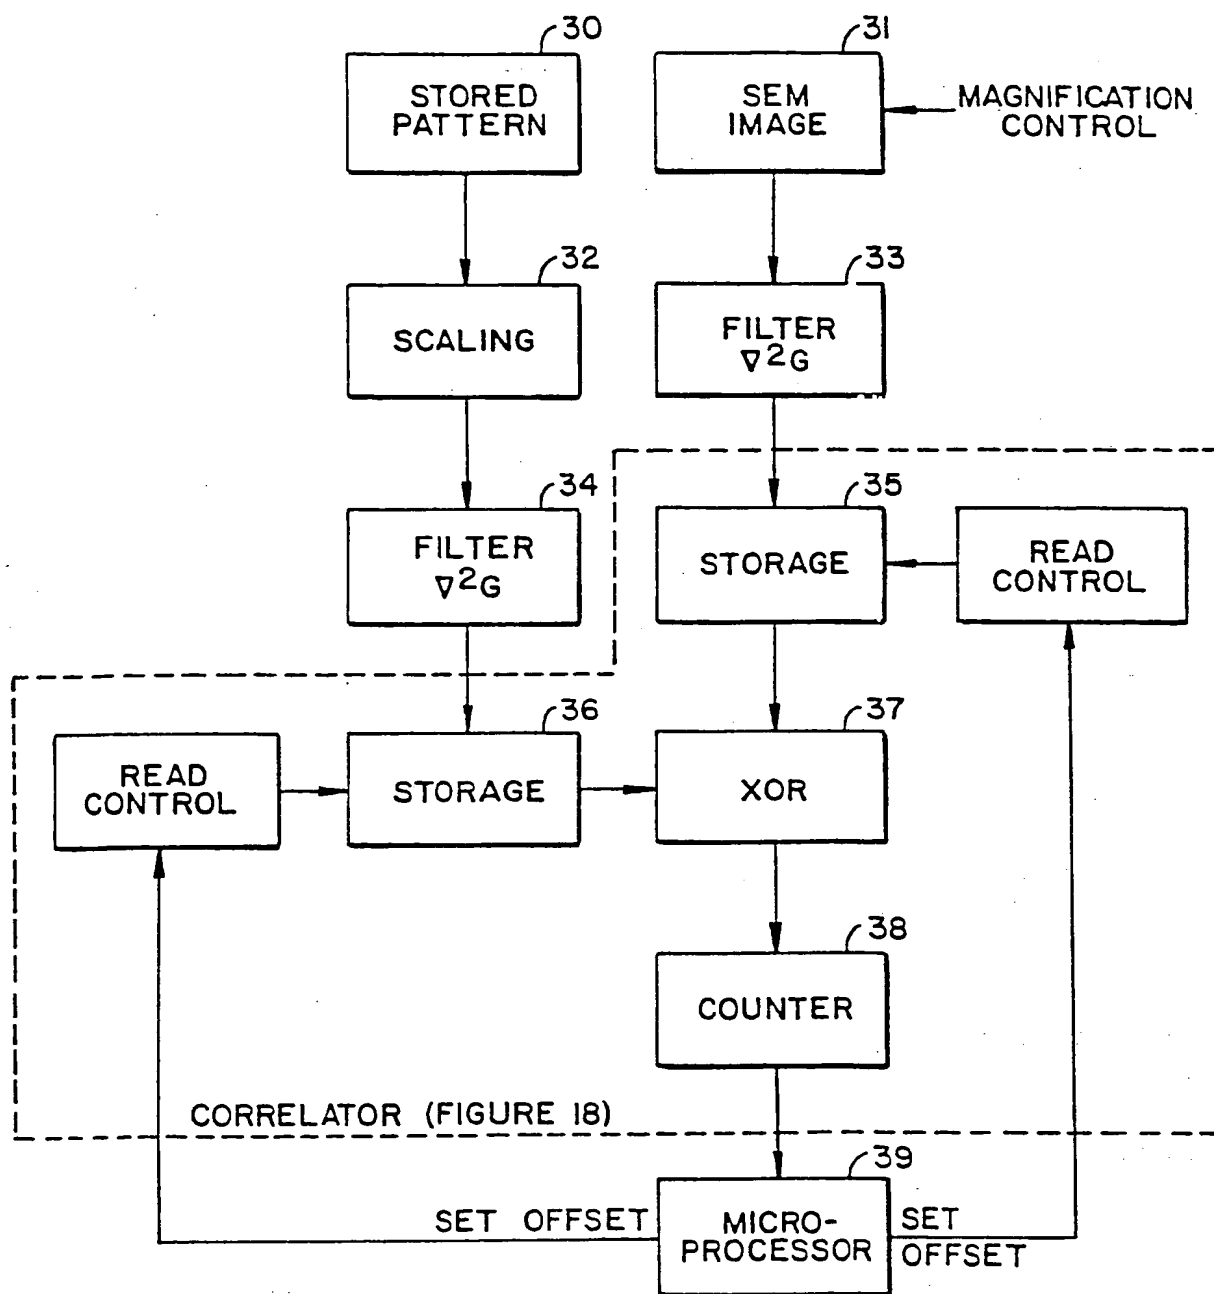 30
31
STORED
PATTERN
SEM
IMAGE
MAGNIFICATION
CONTROL
32
33
SCALING
FILTER
∇²G
34
35
FILTER
∇²G
STORAGE
READ
CONTROL
36
37
READ
CONTROL
STORAGE
XOR
38
COUNTER
CORRELATOR (FIGURE 18)
39
SET OFFSET
MICRO-
PROCESSOR
SET
OFFSET